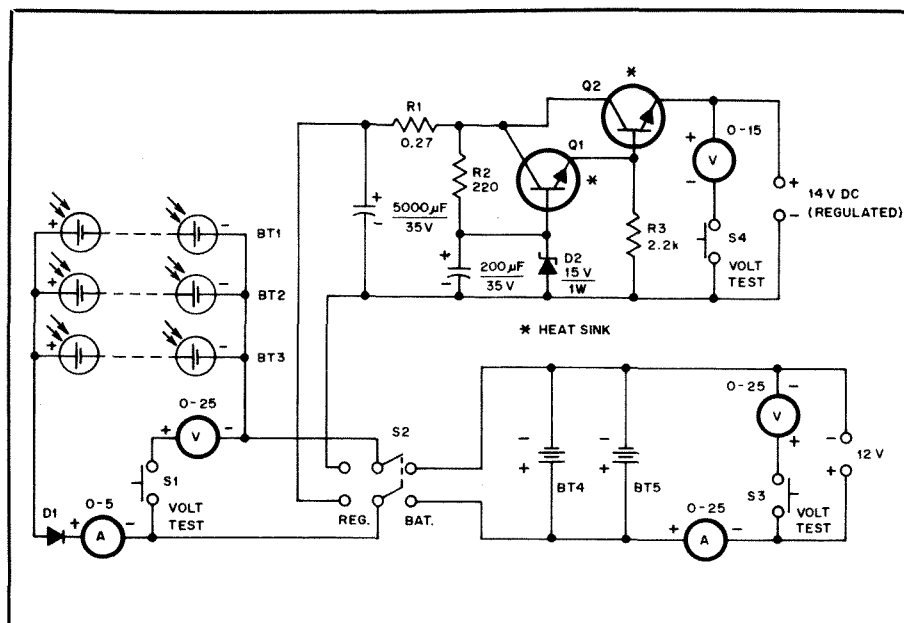 *
Q2
R1
0.27
R2
220
Q1
*
0-15
+
V
-
+
14 V DC
-
(REGULATED)
+
5000µF
-
35V
R3
2.2k
S4
VOLT
TEST
+
200µF
-
35V
D2
15V
1W
* HEAT SINK
+
-
BT1
+
-
BT2
+
-
BT3
0-25
+
V
-
S1
VOLT
TEST
D1
0-5
+
A
-
S2
REG.
BAT.
-
+
BT4
-
+
BT5
0-25
-
V
+
-
12 V
+
S3
VOLT
TEST
0-25
+
A
-